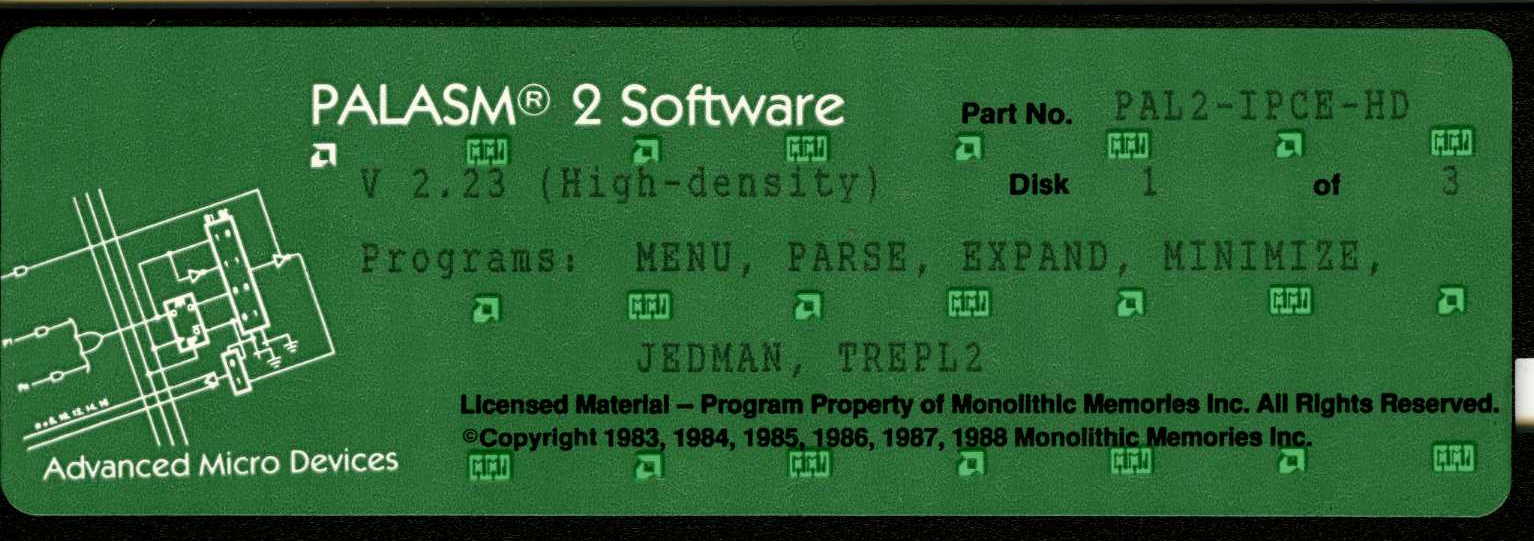 PALASM® 2 Software
Part No. PAL2-IPCE-HD
V 2.23 (High-density)
Disk 1 of 3
Programs: MENU, PARSE, EXPAND, MINIMIZE,
JEDMAN, TREPL2
Licensed Material – Program Property of Monolithic Memories Inc. All Rights Reserved.
©Copyright 1983, 1984, 1985, 1986, 1987, 1988 Monolithic Memories Inc.
Advanced Micro Devices